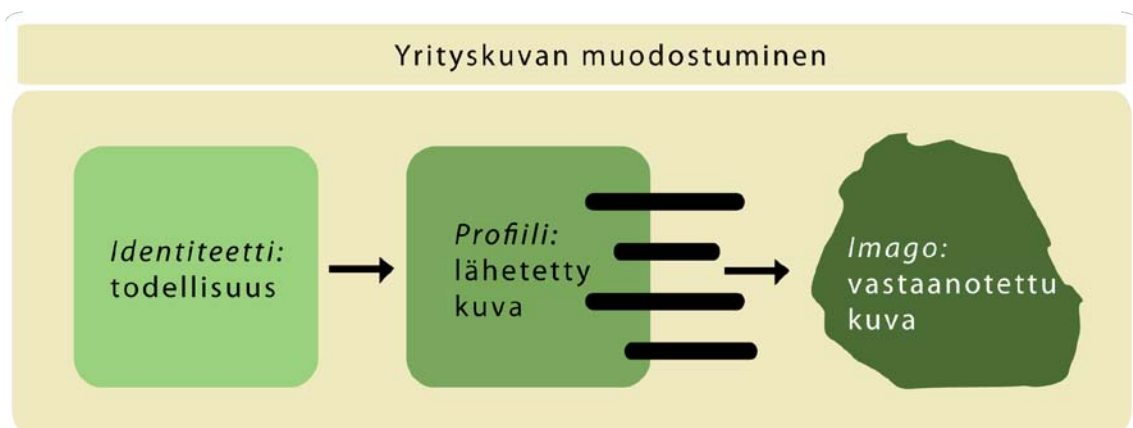 Yrityskuvan muodostuminen
Identiteetti:
todellisuus
Profiili:
lähetetty
kuva
Imago:
vastaanotettu
kuva